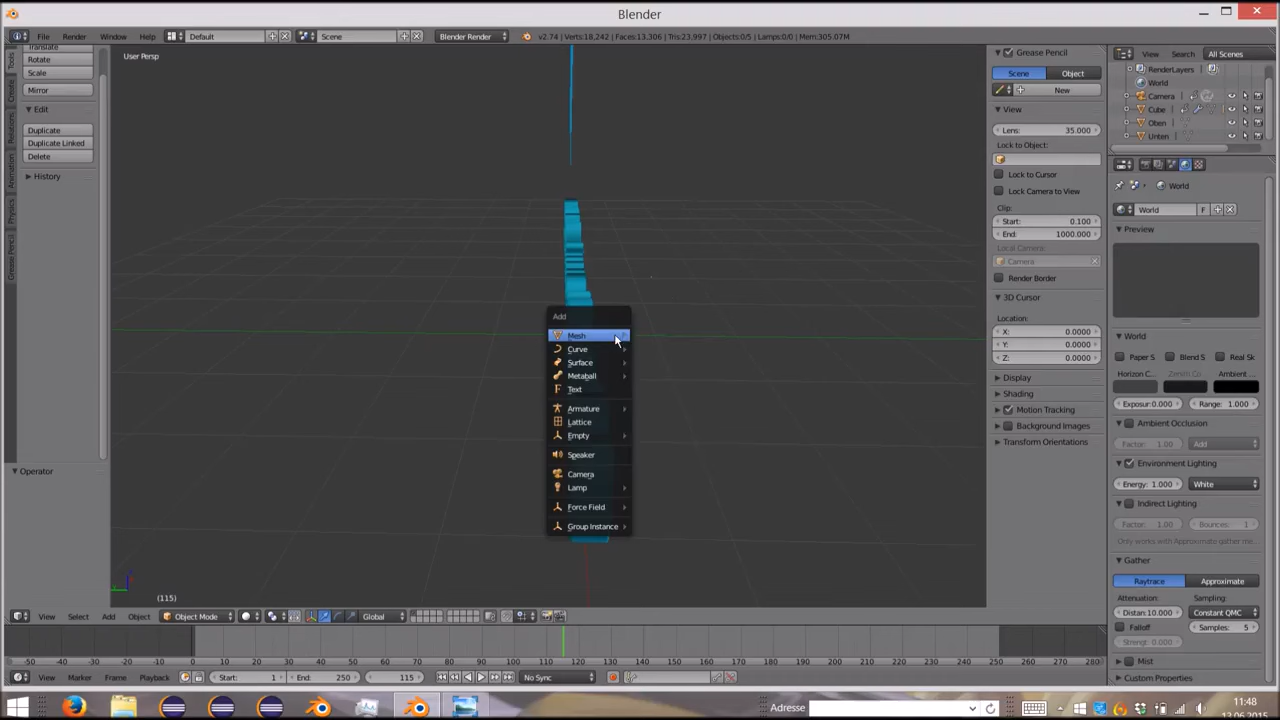 Blender
File Render Window Help Default Scene Blender Render v2.74 | Verts:18,242 | Faces:13,306 | Tris:23,997 | Objects:0/5 | Lamps:0/0 | Mem:305.07M
User Persp
Translate
Rotate
Scale
Mirror
Edit
Duplicate
Duplicate Linked
Delete
History
Operator
Tools
Create
Relations
Animation
Physics
Grease Pencil
Add
Mesh
Curve
Surface
Metaball
Text
Armature
Lattice
Empty
Speaker
Camera
Lamp
Force Field
Group Instance
(115)
Grease Pencil
Scene Object
New
View
Lens: 35.000
Lock to Object:
Lock to Cursor
Lock Camera to View
Clip:
Start: 0.100
End: 1000.000
Local Camera:
Camera
Render Border
3D Cursor
Location:
X: 0.0000
Y: 0.0000
Z: 0.0000
Display
Shading
Motion Tracking
Background Images
Transform Orientations
View Search All Scenes
RenderLayers
World
Camera
Cube
Oben
Unten
World
World F
Preview
World
Paper S Blend S Real Sk
Horizon C... Zenith Co Ambient ...
Exposur:0.000 Range: 1.000
Ambient Occlusion
Factor: 1.00 Add
Environment Lighting
Energy: 1.000 White
Indirect Lighting
Factor: 1.00 Bounces: 1
Only works with Approximate gather me
Gather
Raytrace Approximate
Attenuation: Sampling:
Distan:10.000 Constant QMC
Falloff Samples: 5
Strengt: 0.000
Mist
Custom Properties
View Select Add Object Object Mode Global
-50 -40 -30 -20 -10 0 10 20 30 40 50 60 70 80 90 100 110 120 130 140 150 160 170 180 190 200 210 220 230 240 250 260 270 280
View Marker Frame Playback Start: 1 End: 250 115 No Sync
Adresse
11:48
13.06.2015